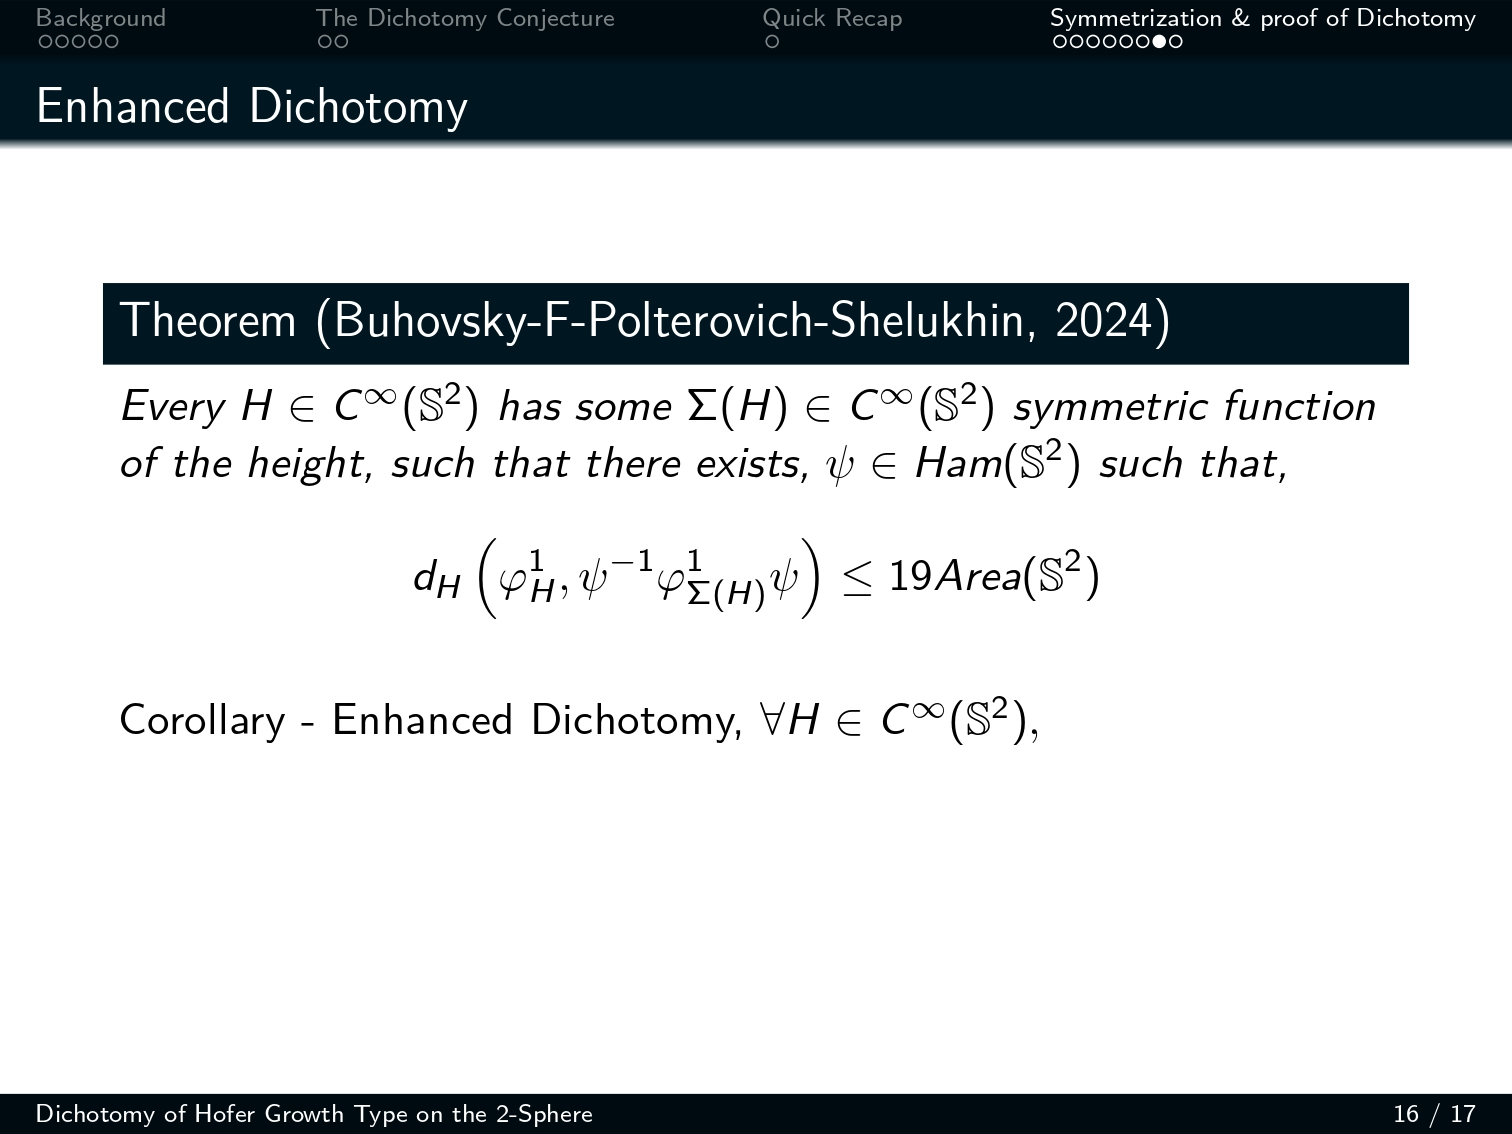 Background The Dichotomy Conjecture Quick Recap Symmetrization & proof of Dichotomy
Enhanced Dichotomy
Theorem (Buhovsky-F-Polterovich-Shelukhin, 2024)
Every H ∈ C^∞(𝕊²) has some Σ(H) ∈ C^∞(𝕊²) symmetric function
of the height, such that there exists, ψ ∈ Ham(𝕊²) such that,
d_H (φ¹_H, ψ⁻¹φ¹_{Σ(H)}ψ) ≤ 19Area(𝕊²)
Corollary - Enhanced Dichotomy, ∀H ∈ C^∞(𝕊²),
Dichotomy of Hofer Growth Type on the 2-Sphere 16 / 17